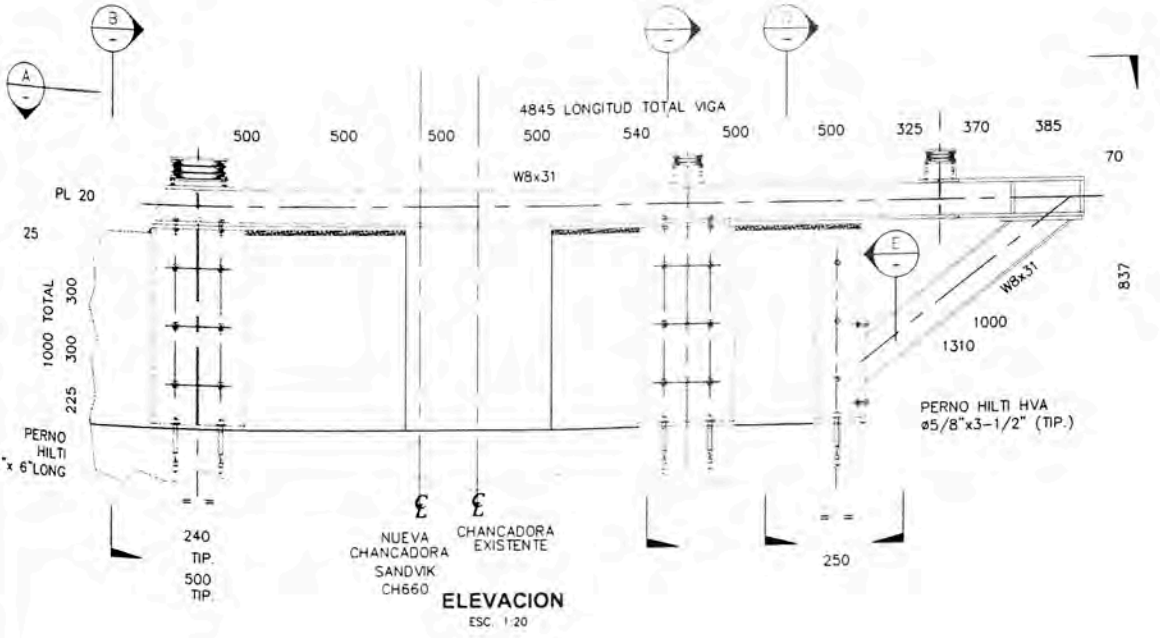 B
A
4845 LONGITUD TOTAL VIGA
500 500 500 500 540 500 500 325 370 385
70
W8x31
PL 20
25
E
1000 TOTAL
300
300
225
W8x31
837
1000
1310
PERNO HILTI HVA
ø5/8"x3-1/2" (TIP.)
PERNO
HILTI
"x 6"LONG
240
TIP.
500
TIP.
℄ ℄
NUEVA
CHANCADORA
SANDVIK
CH660
CHANCADORA
EXISTENTE
250
ELEVACION
ESC. 1:20